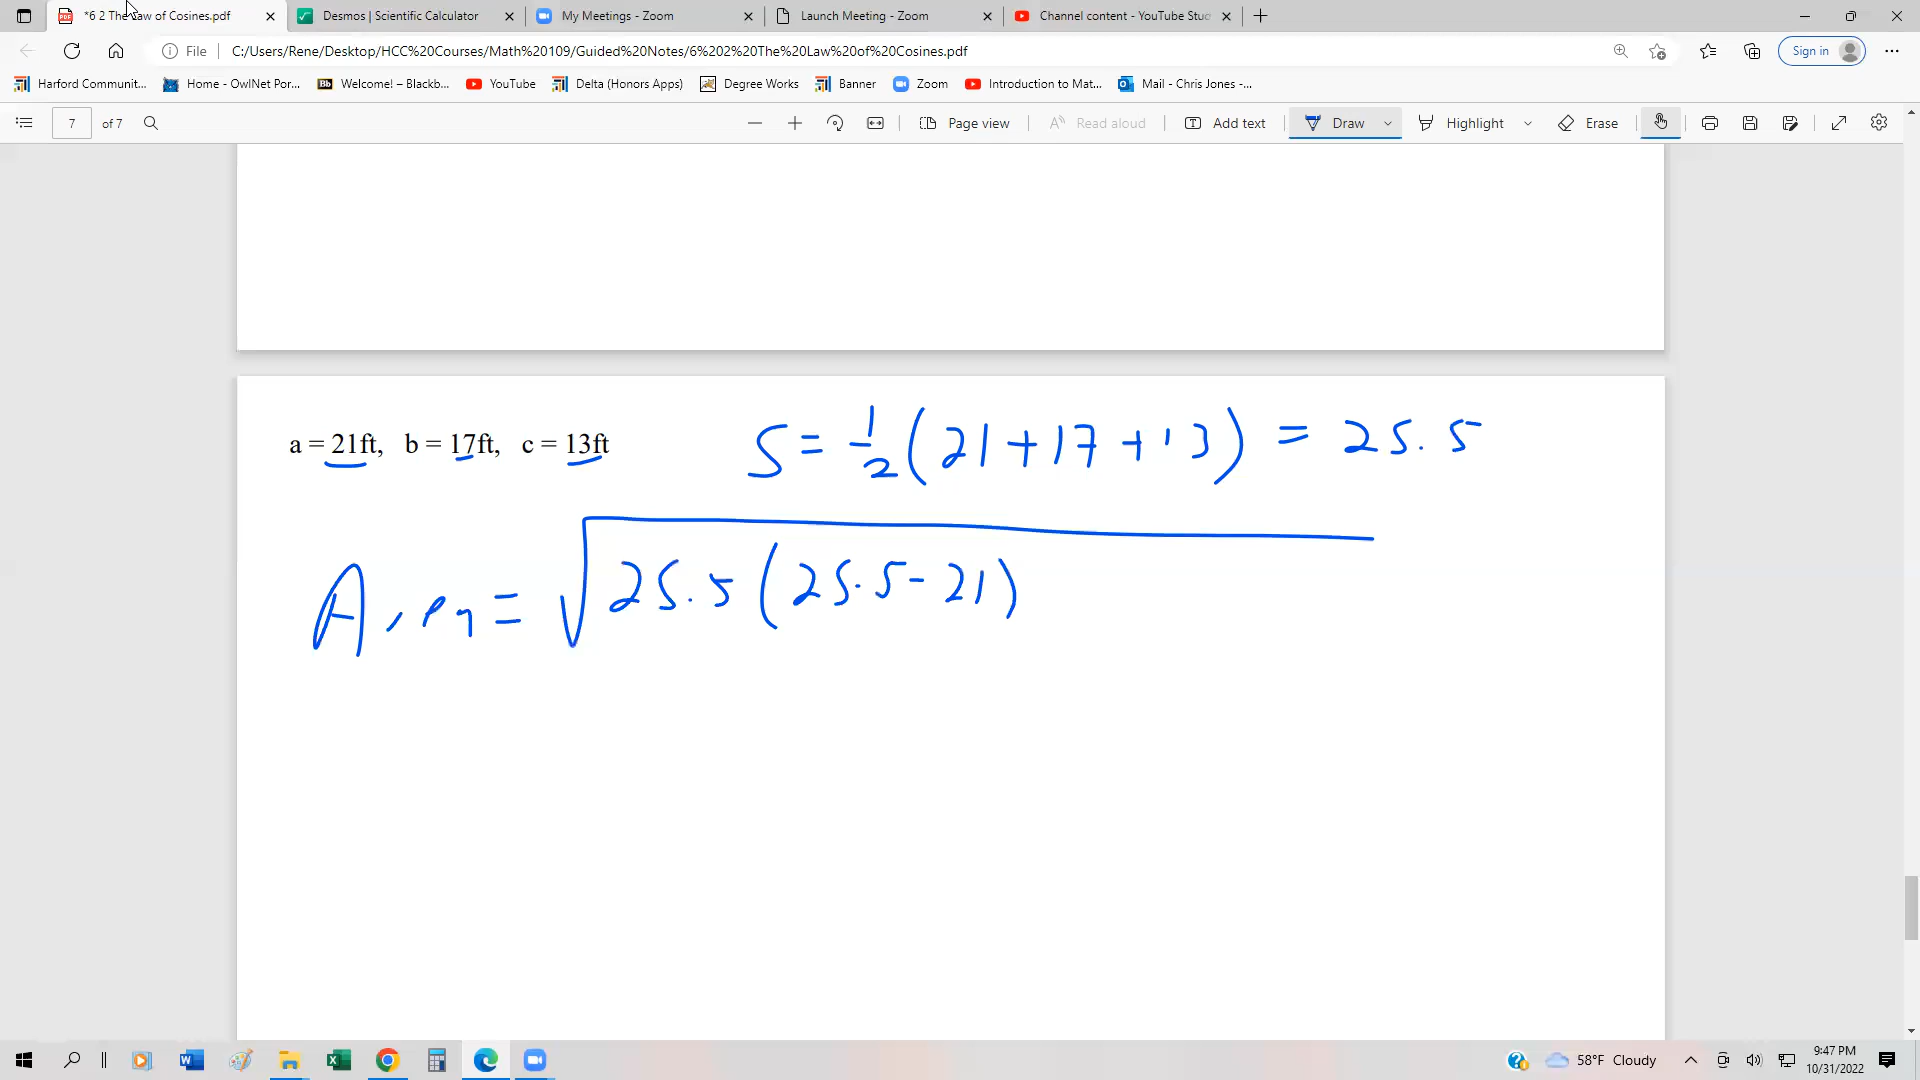 *6 2 The Law of Cosines.pdf
Desmos | Scientific Calculator
My Meetings - Zoom
Launch Meeting - Zoom
Channel content - YouTube Stuc
File
C:/Users/Rene/Desktop/HCC%20Courses/Math%20109/Guided%20Notes/6%202%20The%20Law%20of%20Cosines.pdf
Sign in
Harford Communit...
Home - OwlNet Por...
Bb
Welcome! – Blackb...
YouTube
Delta (Honors Apps)
Degree Works
Banner
Zoom
Introduction to Mat...
Mail - Chris Jones -...
7 of 7
Page view
Read aloud
Add text
Draw
Highlight
Erase
a = 21ft, b = 17ft, c = 13ft
S = 1/2 (21 + 17 + 13) = 25.5
Area = √25.5(25.5-21)
58°F Cloudy
9:47 PM
10/31/2022